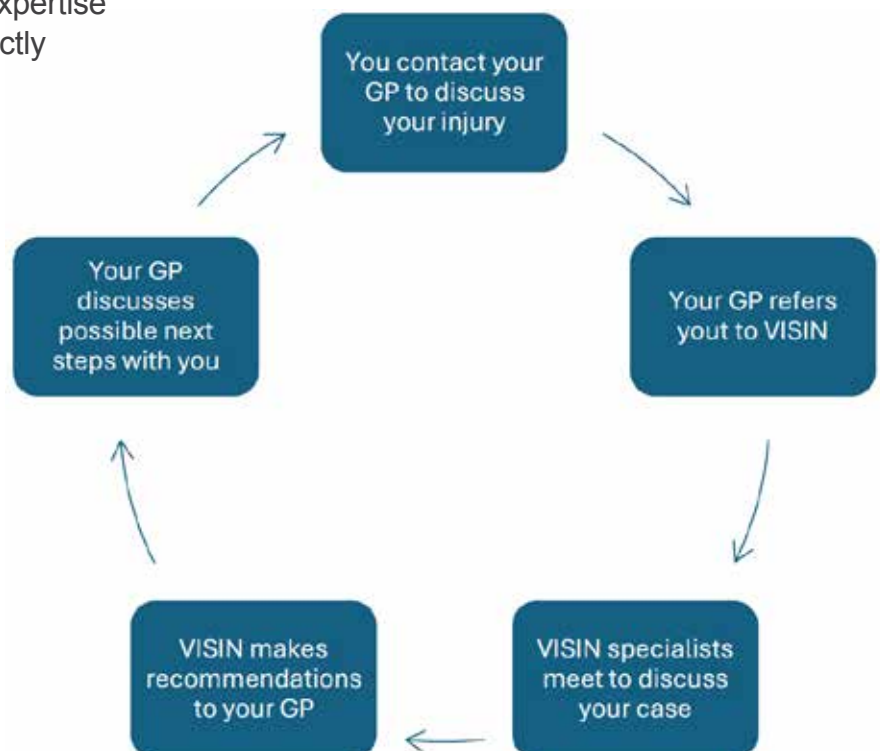 xpertise
ctly
You contact your
GP to discuss
your injury
Your GP refers
yout to VISIN
VISIN specialists
meet to discuss
your case
VISIN makes
recommendations
to your GP
Your GP
discusses
possible next
steps with you